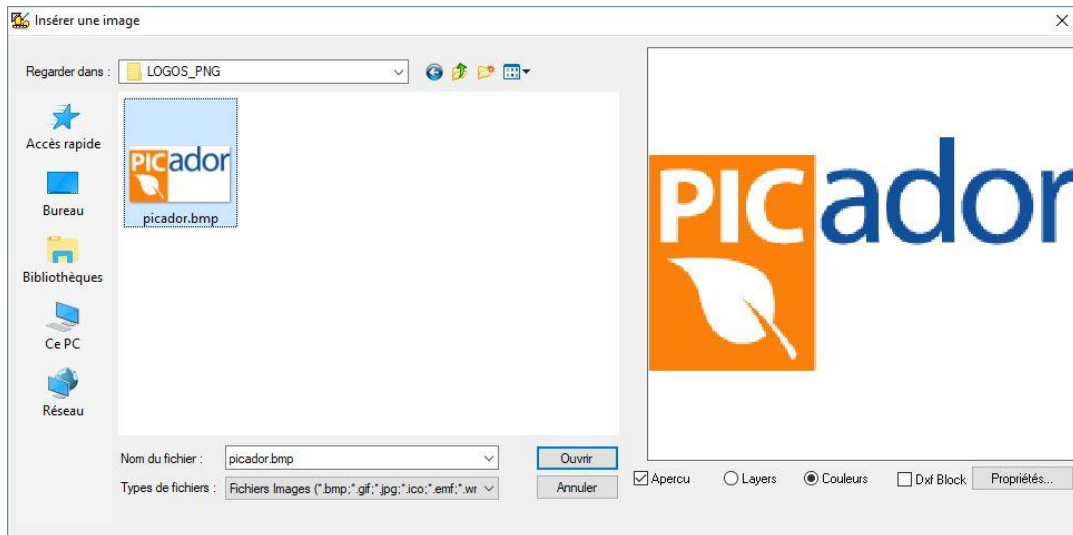 Insérer une image
Regarder dans :
LOGOS_PNG
Accès rapide
Bureau
Bibliothèques
Ce PC
Réseau
PICador
picador.bmp
Nom du fichier :
picador.bmp
Ouvrir
Types de fichiers :
Fichiers Images (*.bmp;*.gif;*.jpg;*.ico;*.emf;*.wr
Annuler
PICador
Apercu
Layers
Couleurs
Dxf Block
Propriétés...